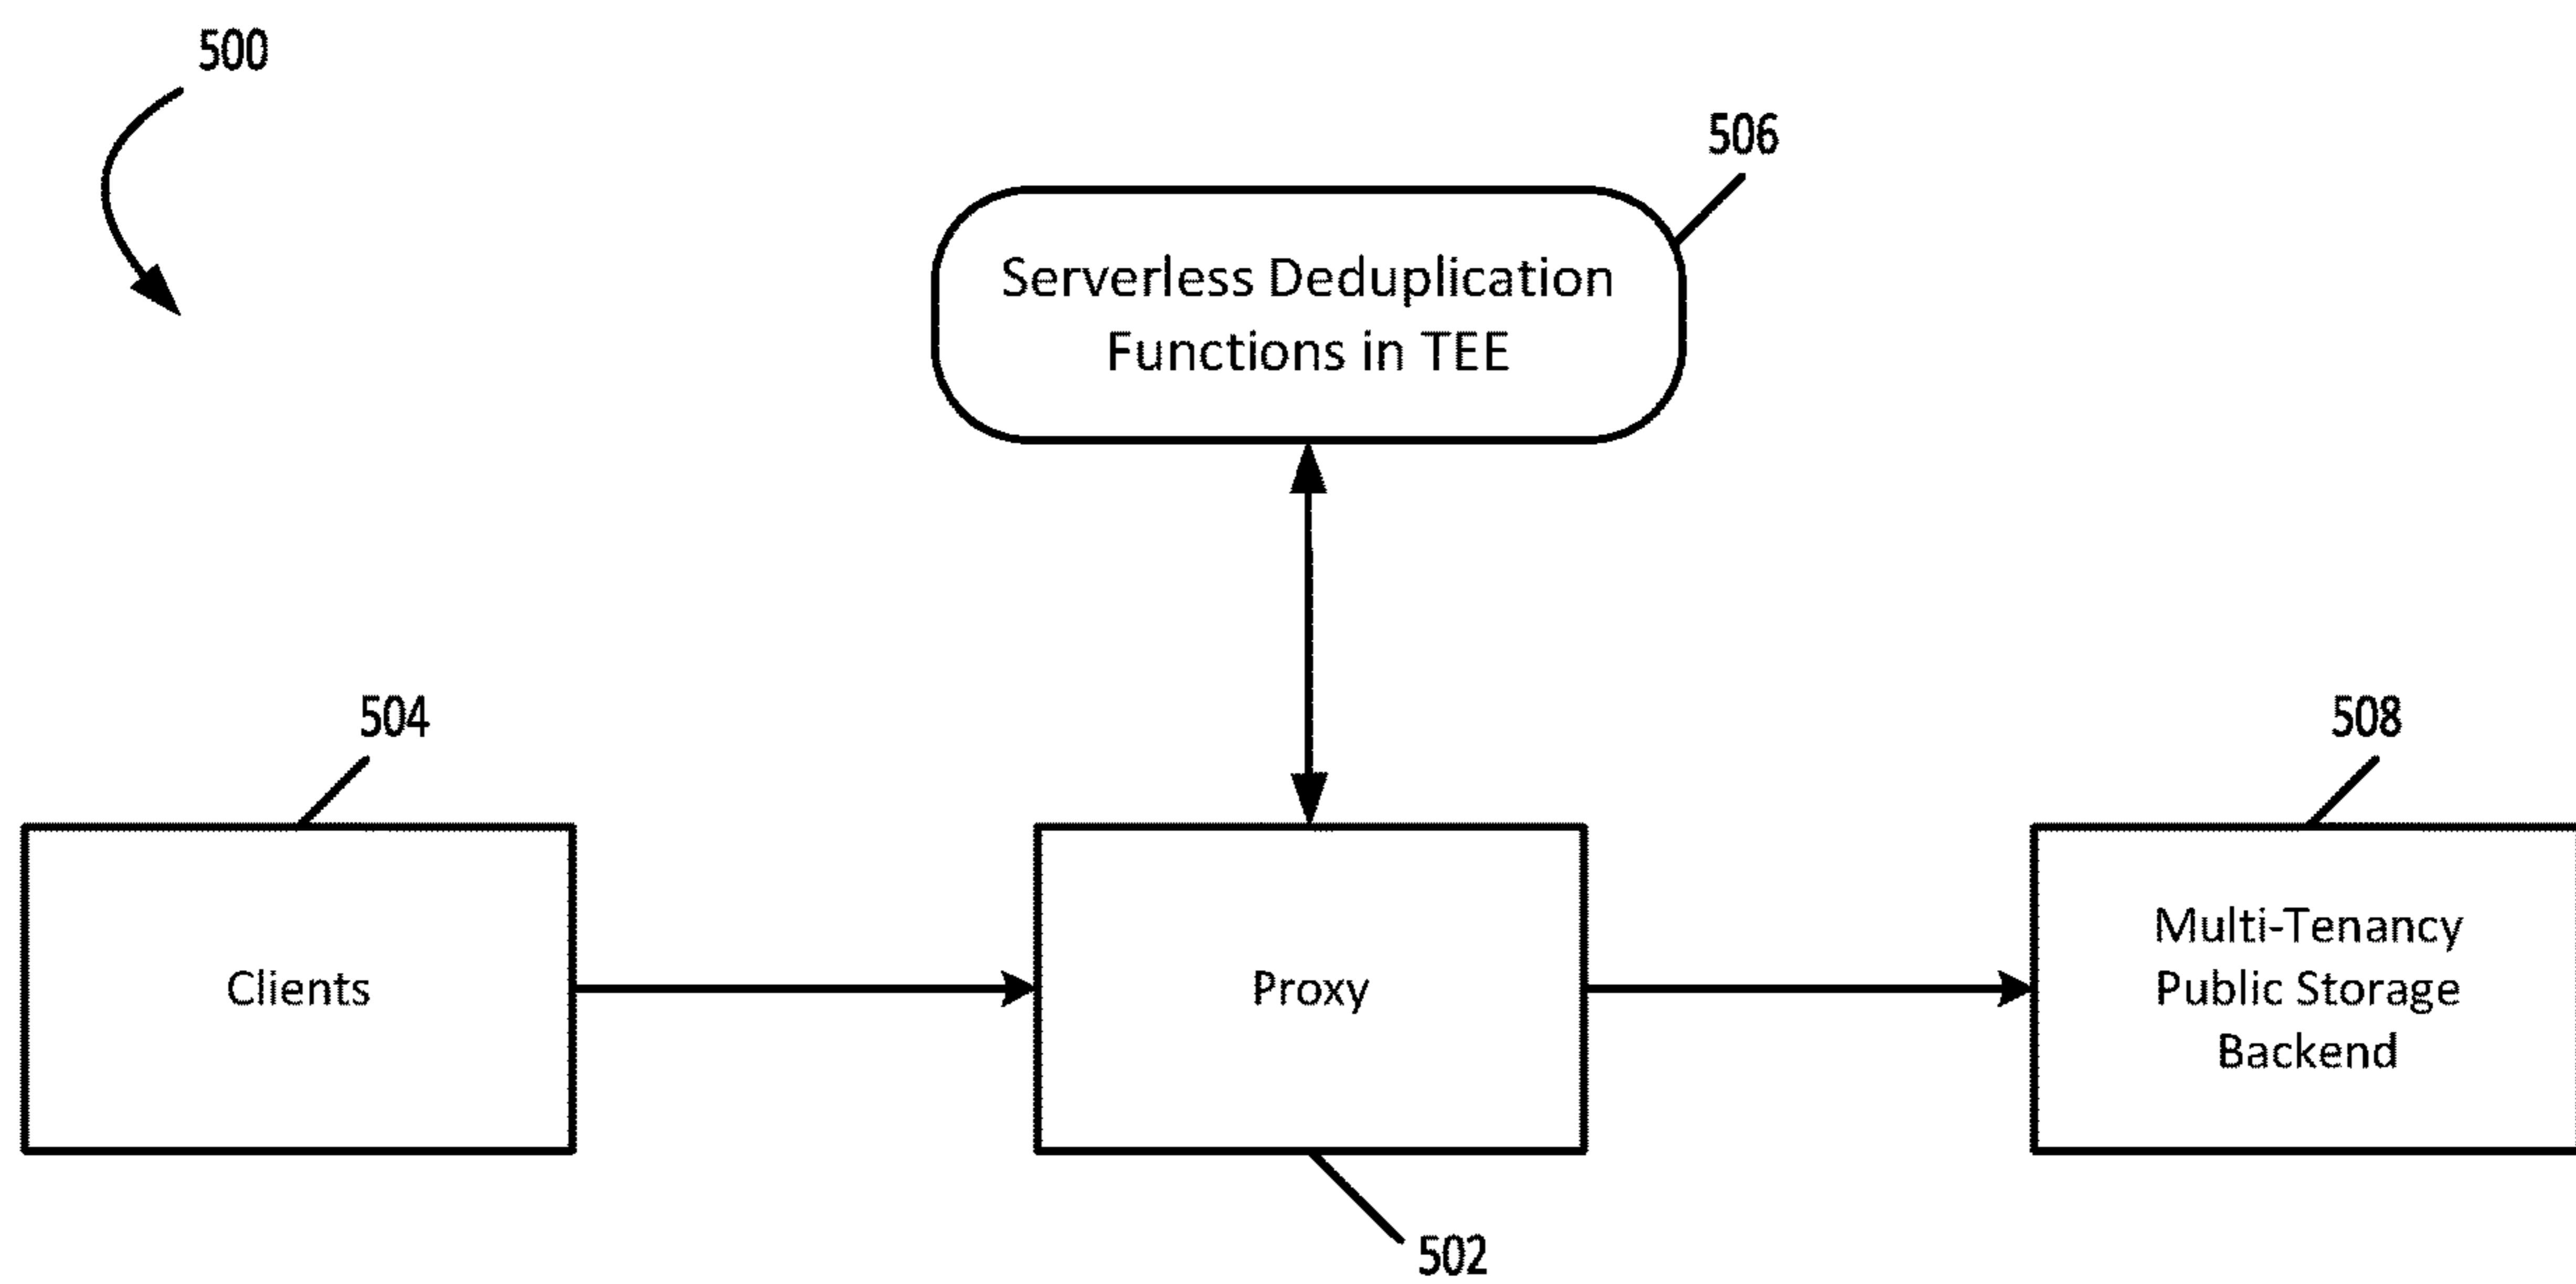 500
506
Serverless Deduplication
Functions in TEE
504
508
Clients
Proxy
Multi-Tenancy
Public Storage
Backend
502